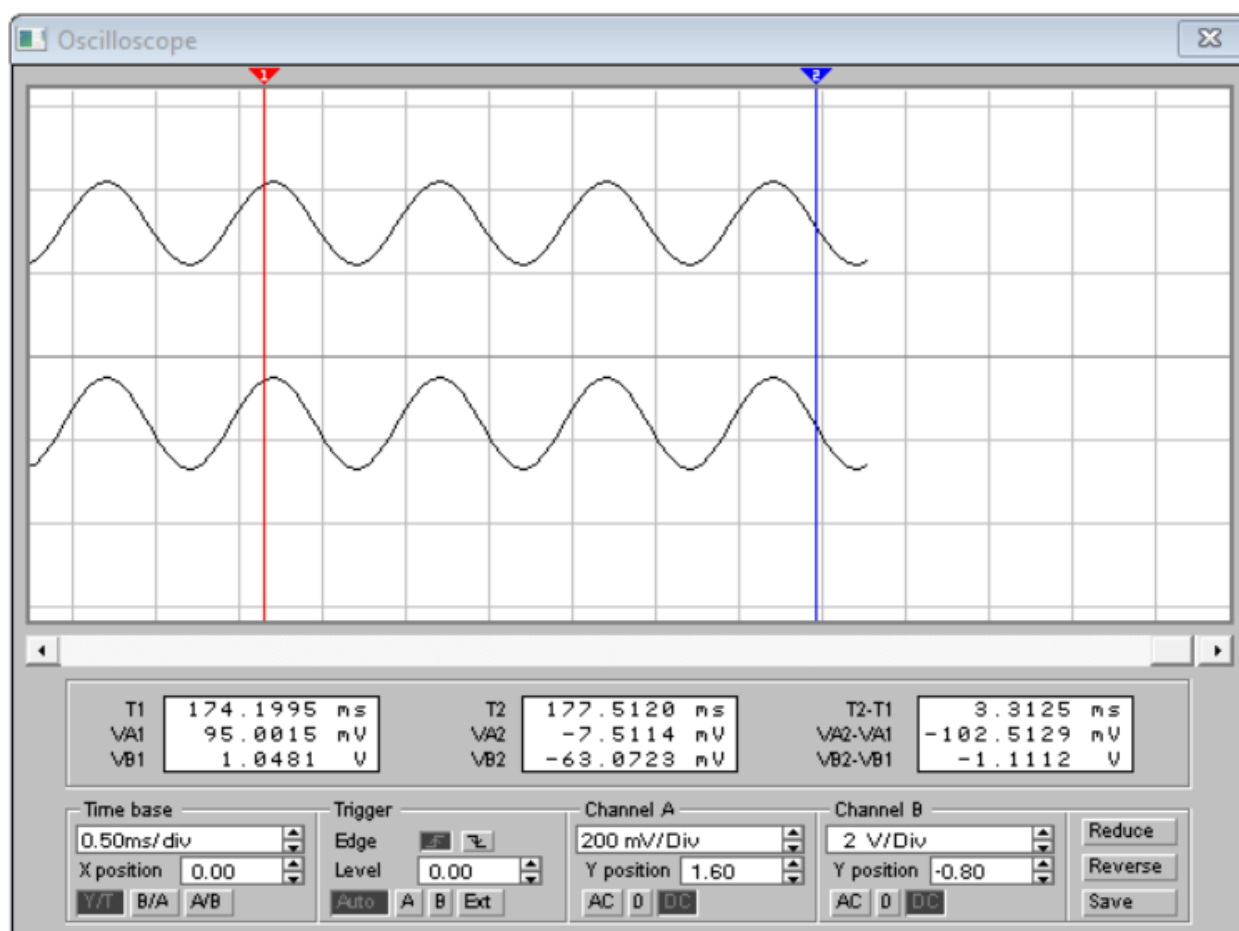 Oscilloscope
1 2
T1 174.1995 ms T2 177.5120 ms T2-T1 3.3125 ms
VA1 95.0015 mV VA2 -7.5114 mV VA2-VA1 -102.5129 mV
VB1 1.0481 V VB2 -63.0723 mV VB2-VB1 -1.1112 V
Time base Trigger Channel A Channel B
0.50ms/div Edge 200 mV/Div 2 V/Div Reduce
X position 0.00 Level 0.00 Y position 1.60 Y position -0.80 Reverse
Y/T B/A A/B Auto A B Ext AC 0 DC AC 0 DC Save